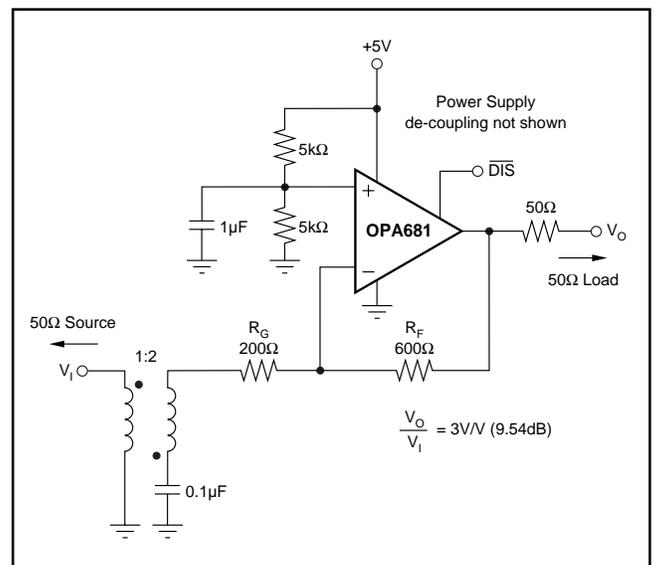 +5V
Power Supply
de-coupling not shown
5kΩ
DIS
+
50Ω
1µF
5kΩ
OPA681
VO
–
50Ω Load
50Ω Source
RG
200Ω
RF
600Ω
1:2
VI
VO
VI
= 3V/V (9.54dB)
0.1µF